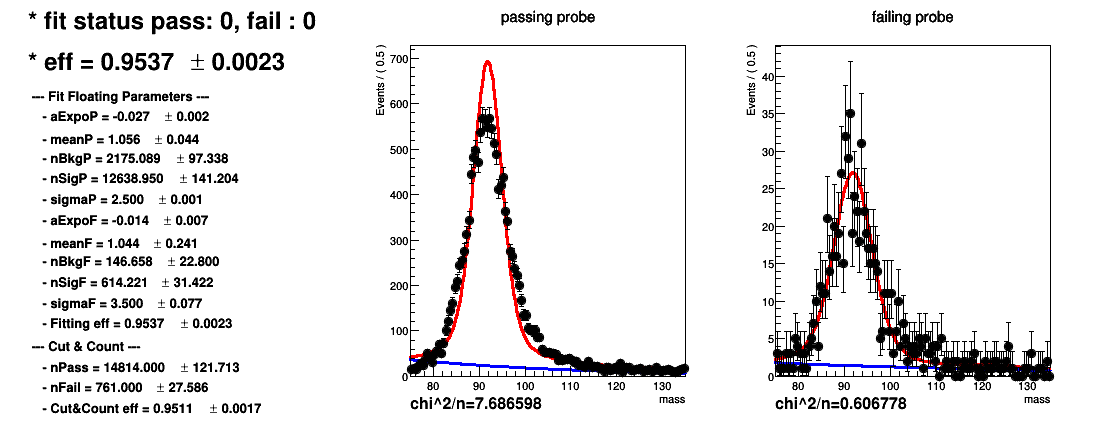 * fit status pass: 0, fail : 0
* eff = 0.9537 ± 0.0023
--- Fit Floating Parameters ---
- aExpoP = -0.027 ± 0.002
- meanP = 1.056 ± 0.044
- nBkgP = 2175.089 ± 97.338
- nSigP = 12638.950 ± 141.204
- sigmaP = 2.500 ± 0.001
- aExpoF = -0.014 ± 0.007
- meanF = 1.044 ± 0.241
- nBkgF = 146.658 ± 22.800
- nSigF = 614.221 ± 31.422
- sigmaF = 3.500 ± 0.077
- Fitting eff = 0.9537 ± 0.0023
--- Cut & Count ---
- nPass = 14814.000 ± 121.713
- nFail = 761.000 ± 27.586
- Cut&Count eff = 0.9511 ± 0.0017
passing probe
Events / ( 0.5 )
700
600
500
400
300
200
100
0
80 90 100 110 120 130
mass
chi^2/n=7.686598
failing probe
Events / ( 0.5 )
40
35
30
25
20
15
10
5
0
80 90 100 110 120 130
mass
chi^2/n=0.606778